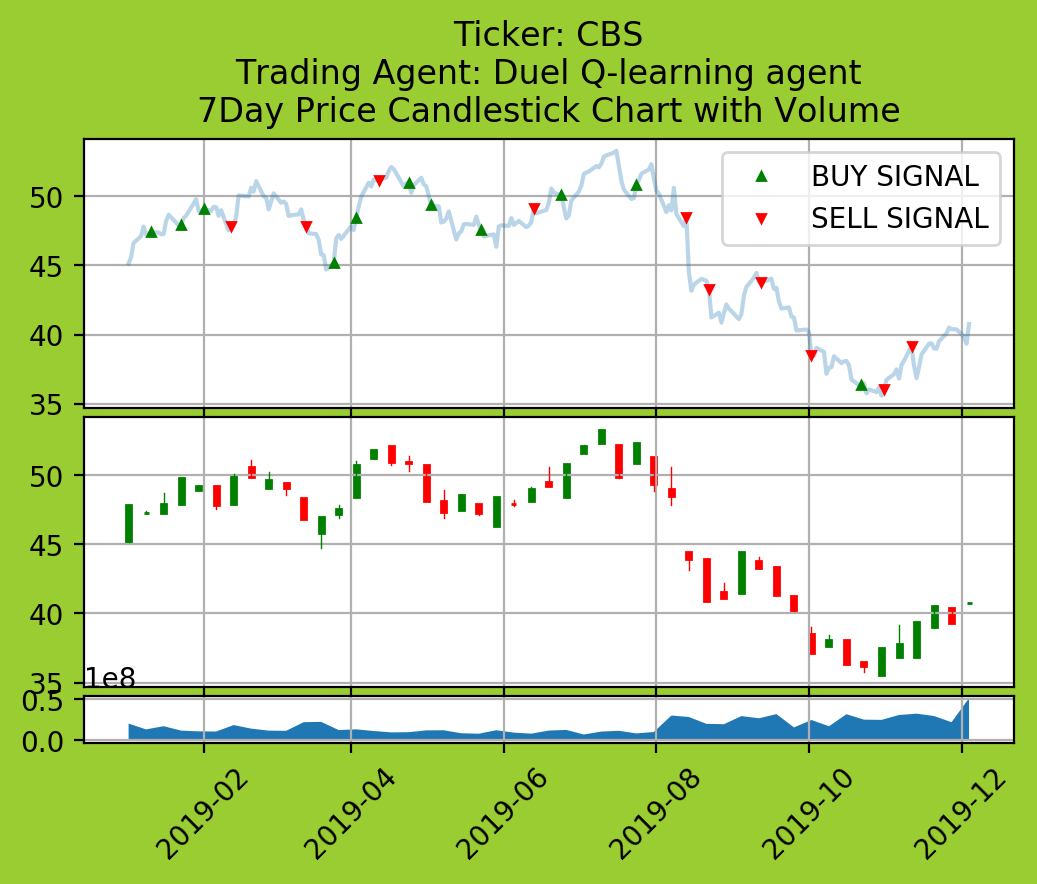 Ticker: CBS
Trading Agent: Duel Q-learning agent
7Day Price Candlestick Chart with Volume
BUY SIGNAL
SELL SIGNAL
50
45
40
35
50
45
40
35
1e8
0.5
0.0
2019-02
2019-04
2019-06
2019-08
2019-10
2019-12